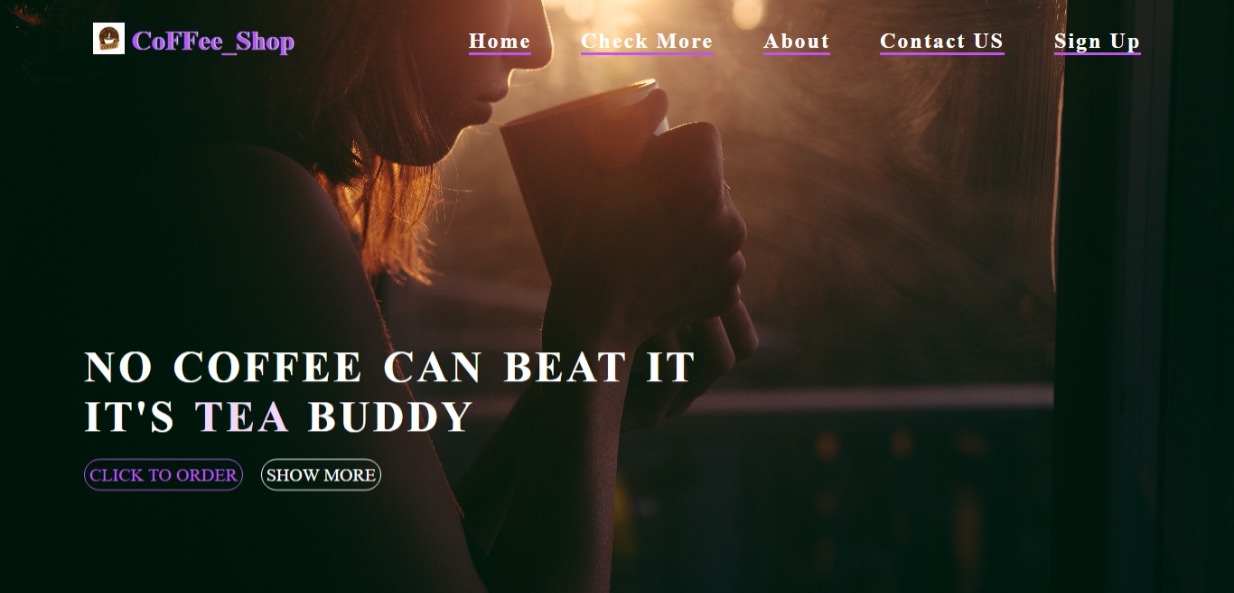 CoFFee_Shop
Home Check More About Contact US Sign Up
NO COFFEE CAN BEAT IT
IT'S TEA BUDDY
CLICK TO ORDER SHOW MORE